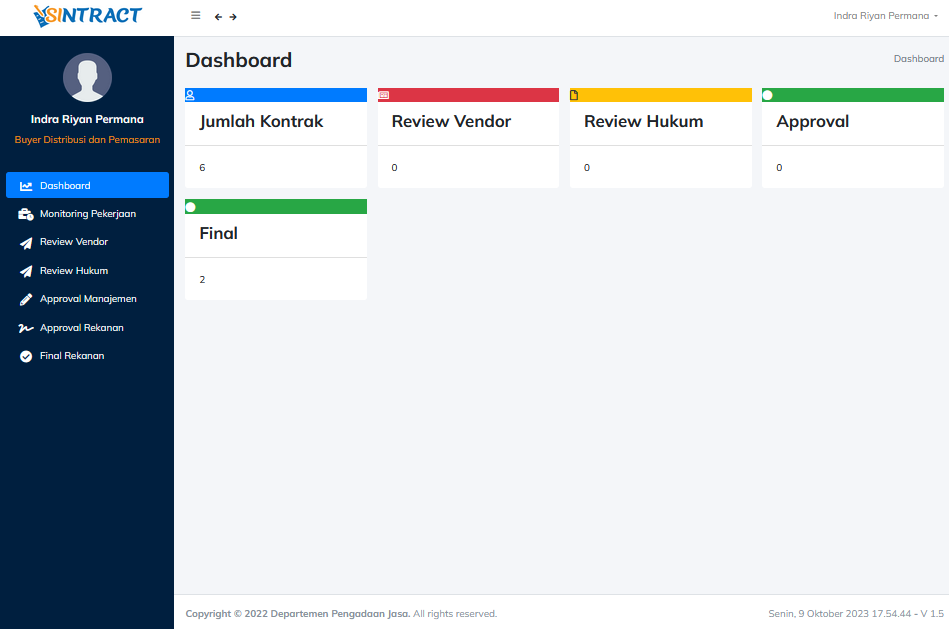 SINTRACT
Indra Riyan Permana
Indra Riyan Permana
Buyer Distribusi dan Pemasaran
Dashboard
Monitoring Pekerjaan
Review Vendor
Review Hukum
Approval Manajemen
Approval Rekanan
Final Rekanan
Dashboard
Dashboard
Jumlah Kontrak
6
Review Vendor
0
Review Hukum
0
Approval
0
Final
2
Copyright © 2022 Departemen Pengadaan Jasa. All rights reserved.
Senin, 9 Oktober 2023 17.54.44 - V 1.5